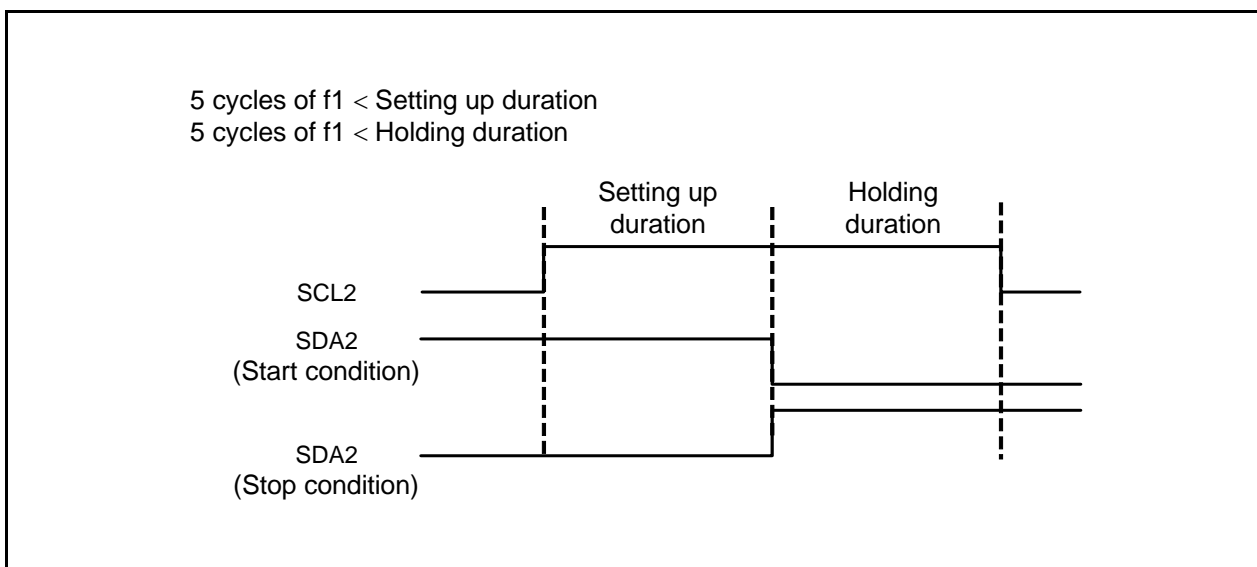 5 cycles of f1 < Setting up duration
5 cycles of f1 < Holding duration
Setting up
duration
Holding
duration
SCL2
SDA2
(Start condition)
SDA2
(Stop condition)